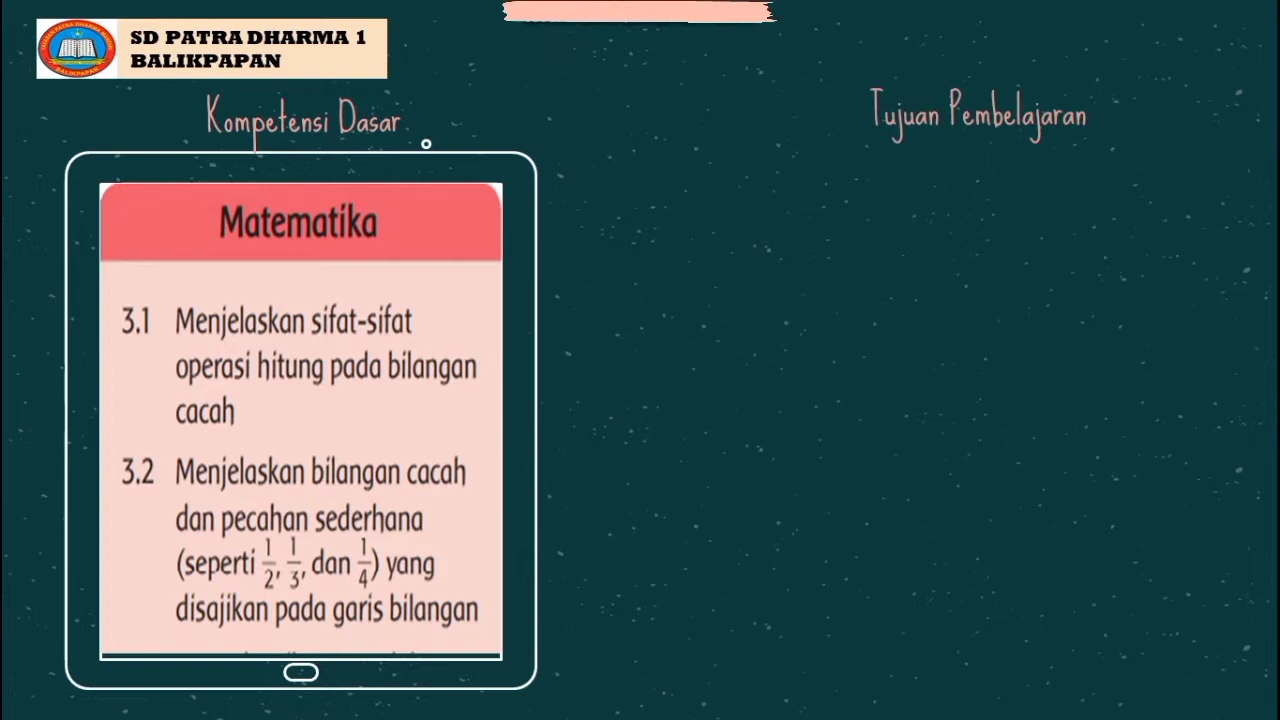 SD PATRA DHARMA 1
BALIKPAPAN
Kompetensi Dasar
Tujuan Pembelajaran
Matematika
3.1 Menjelaskan sifat-sifat
operasi hitung pada bilangan
cacah
3.2 Menjelaskan bilangan cacah
dan pecahan sederhana
(seperti 1/2, 1/3, dan 1/4) yang
disajikan pada garis bilangan